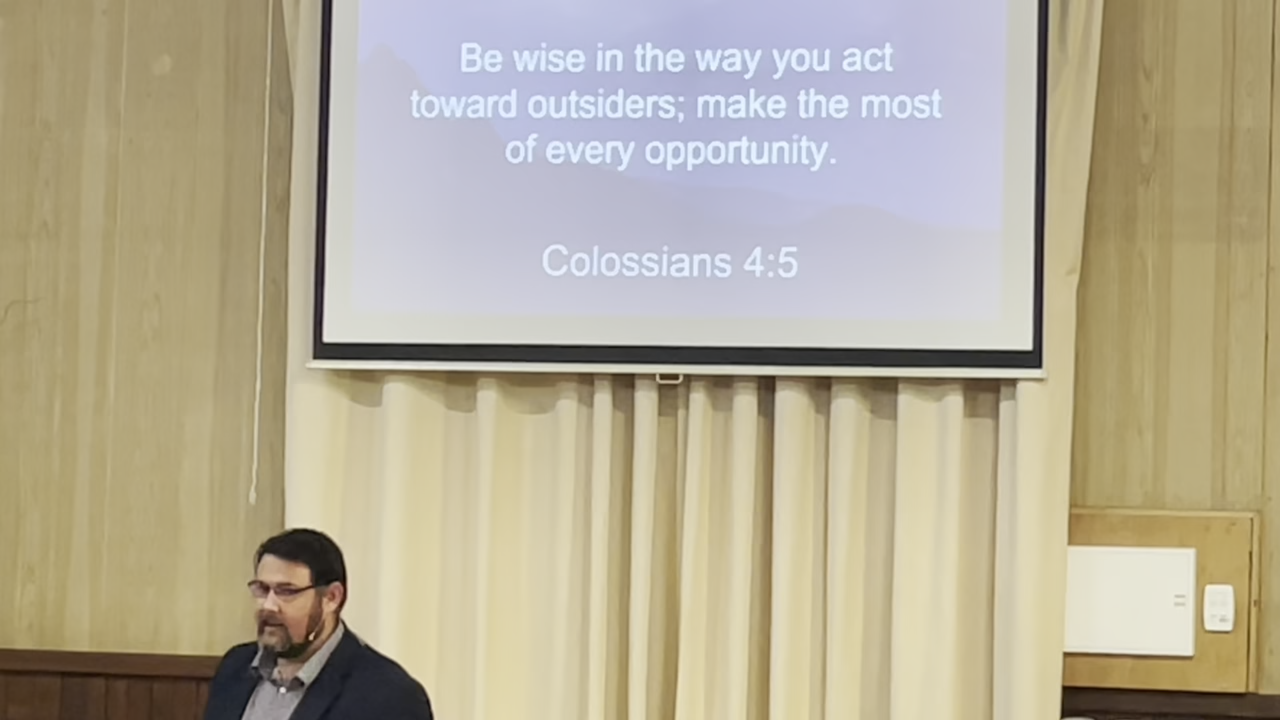 Be wise in the way you act
toward outsiders; make the most
of every opportunity.
Colossians 4:5